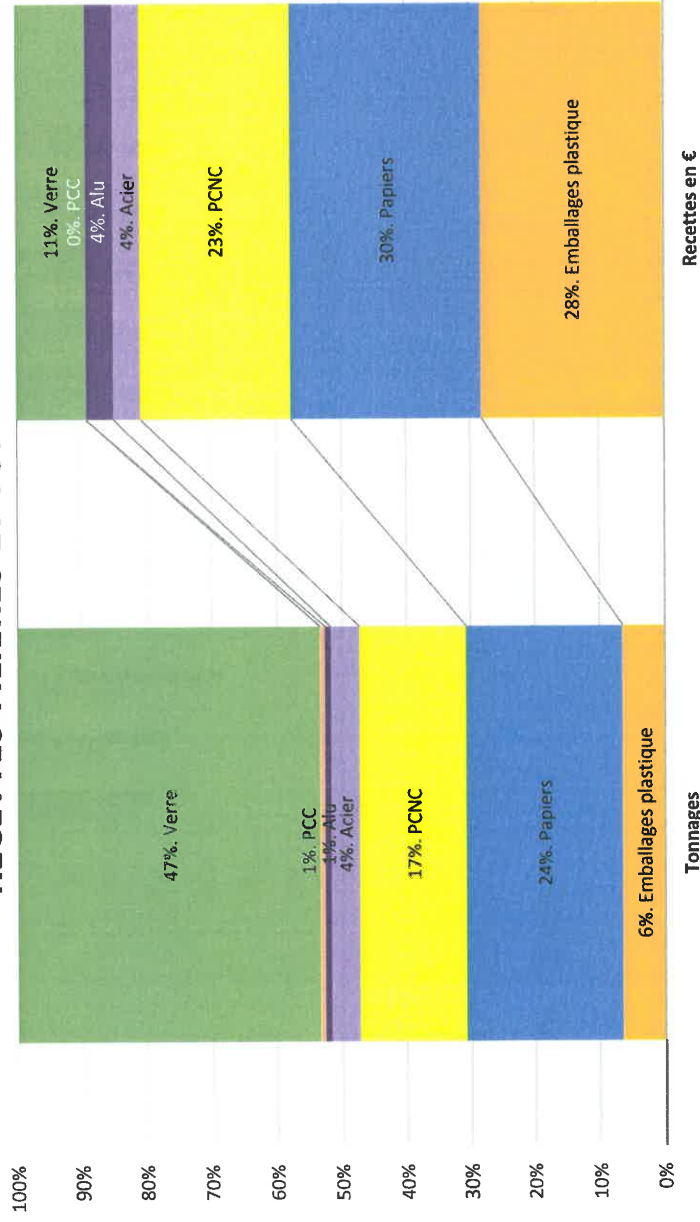 100%
90%
80%
70%
60%
50%
40%
30%
20%
10%
0%
47%. Verre
1%. PCC
1%. Alu
4%. Acier
17%. PCNC
24%. Papiers
6%. Emballages plastique
Tonnages
11%. Verre
0%. PCC
4%. Alu
4%. Acier
23%. PCNC
30%. Papiers
28%. Emballages plastique
Recettes en €